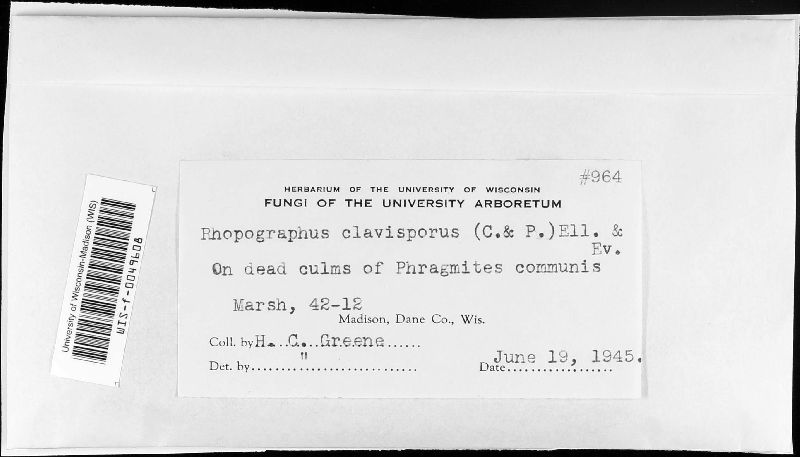 #964
HERBARIUM OF THE UNIVERSITY OF WISCONSIN
FUNGI OF THE UNIVERSITY ARBORETUM
Rhopographus clavisporus (C.& P.)Ell. &
Ev.
On dead culms of Phragmites communis
Marsh, 42-12
Madison, Dane Co., Wis.
Coll. by H. C. Greene
Det. by "
Date June 19, 1945.
University of Wisconsin-Madison (WIS)
WIS-f-0049608